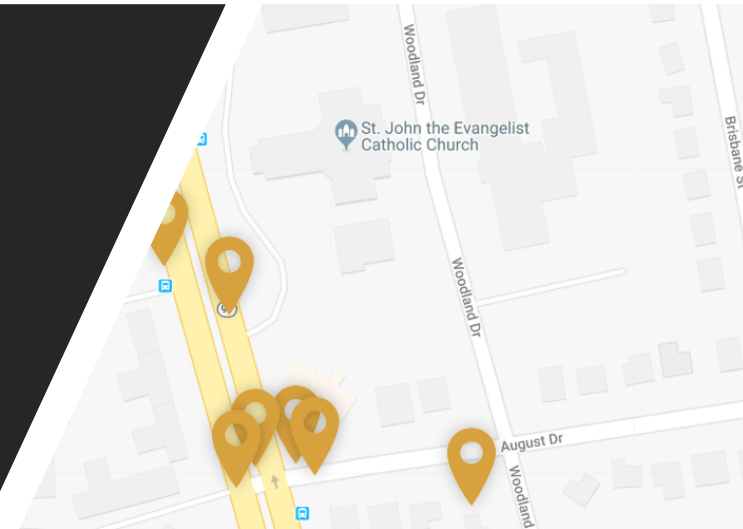 Woodland Dr
St. John the Evangelist
Catholic Church
Brisbane St
Woodland Dr
August Dr
Woodland